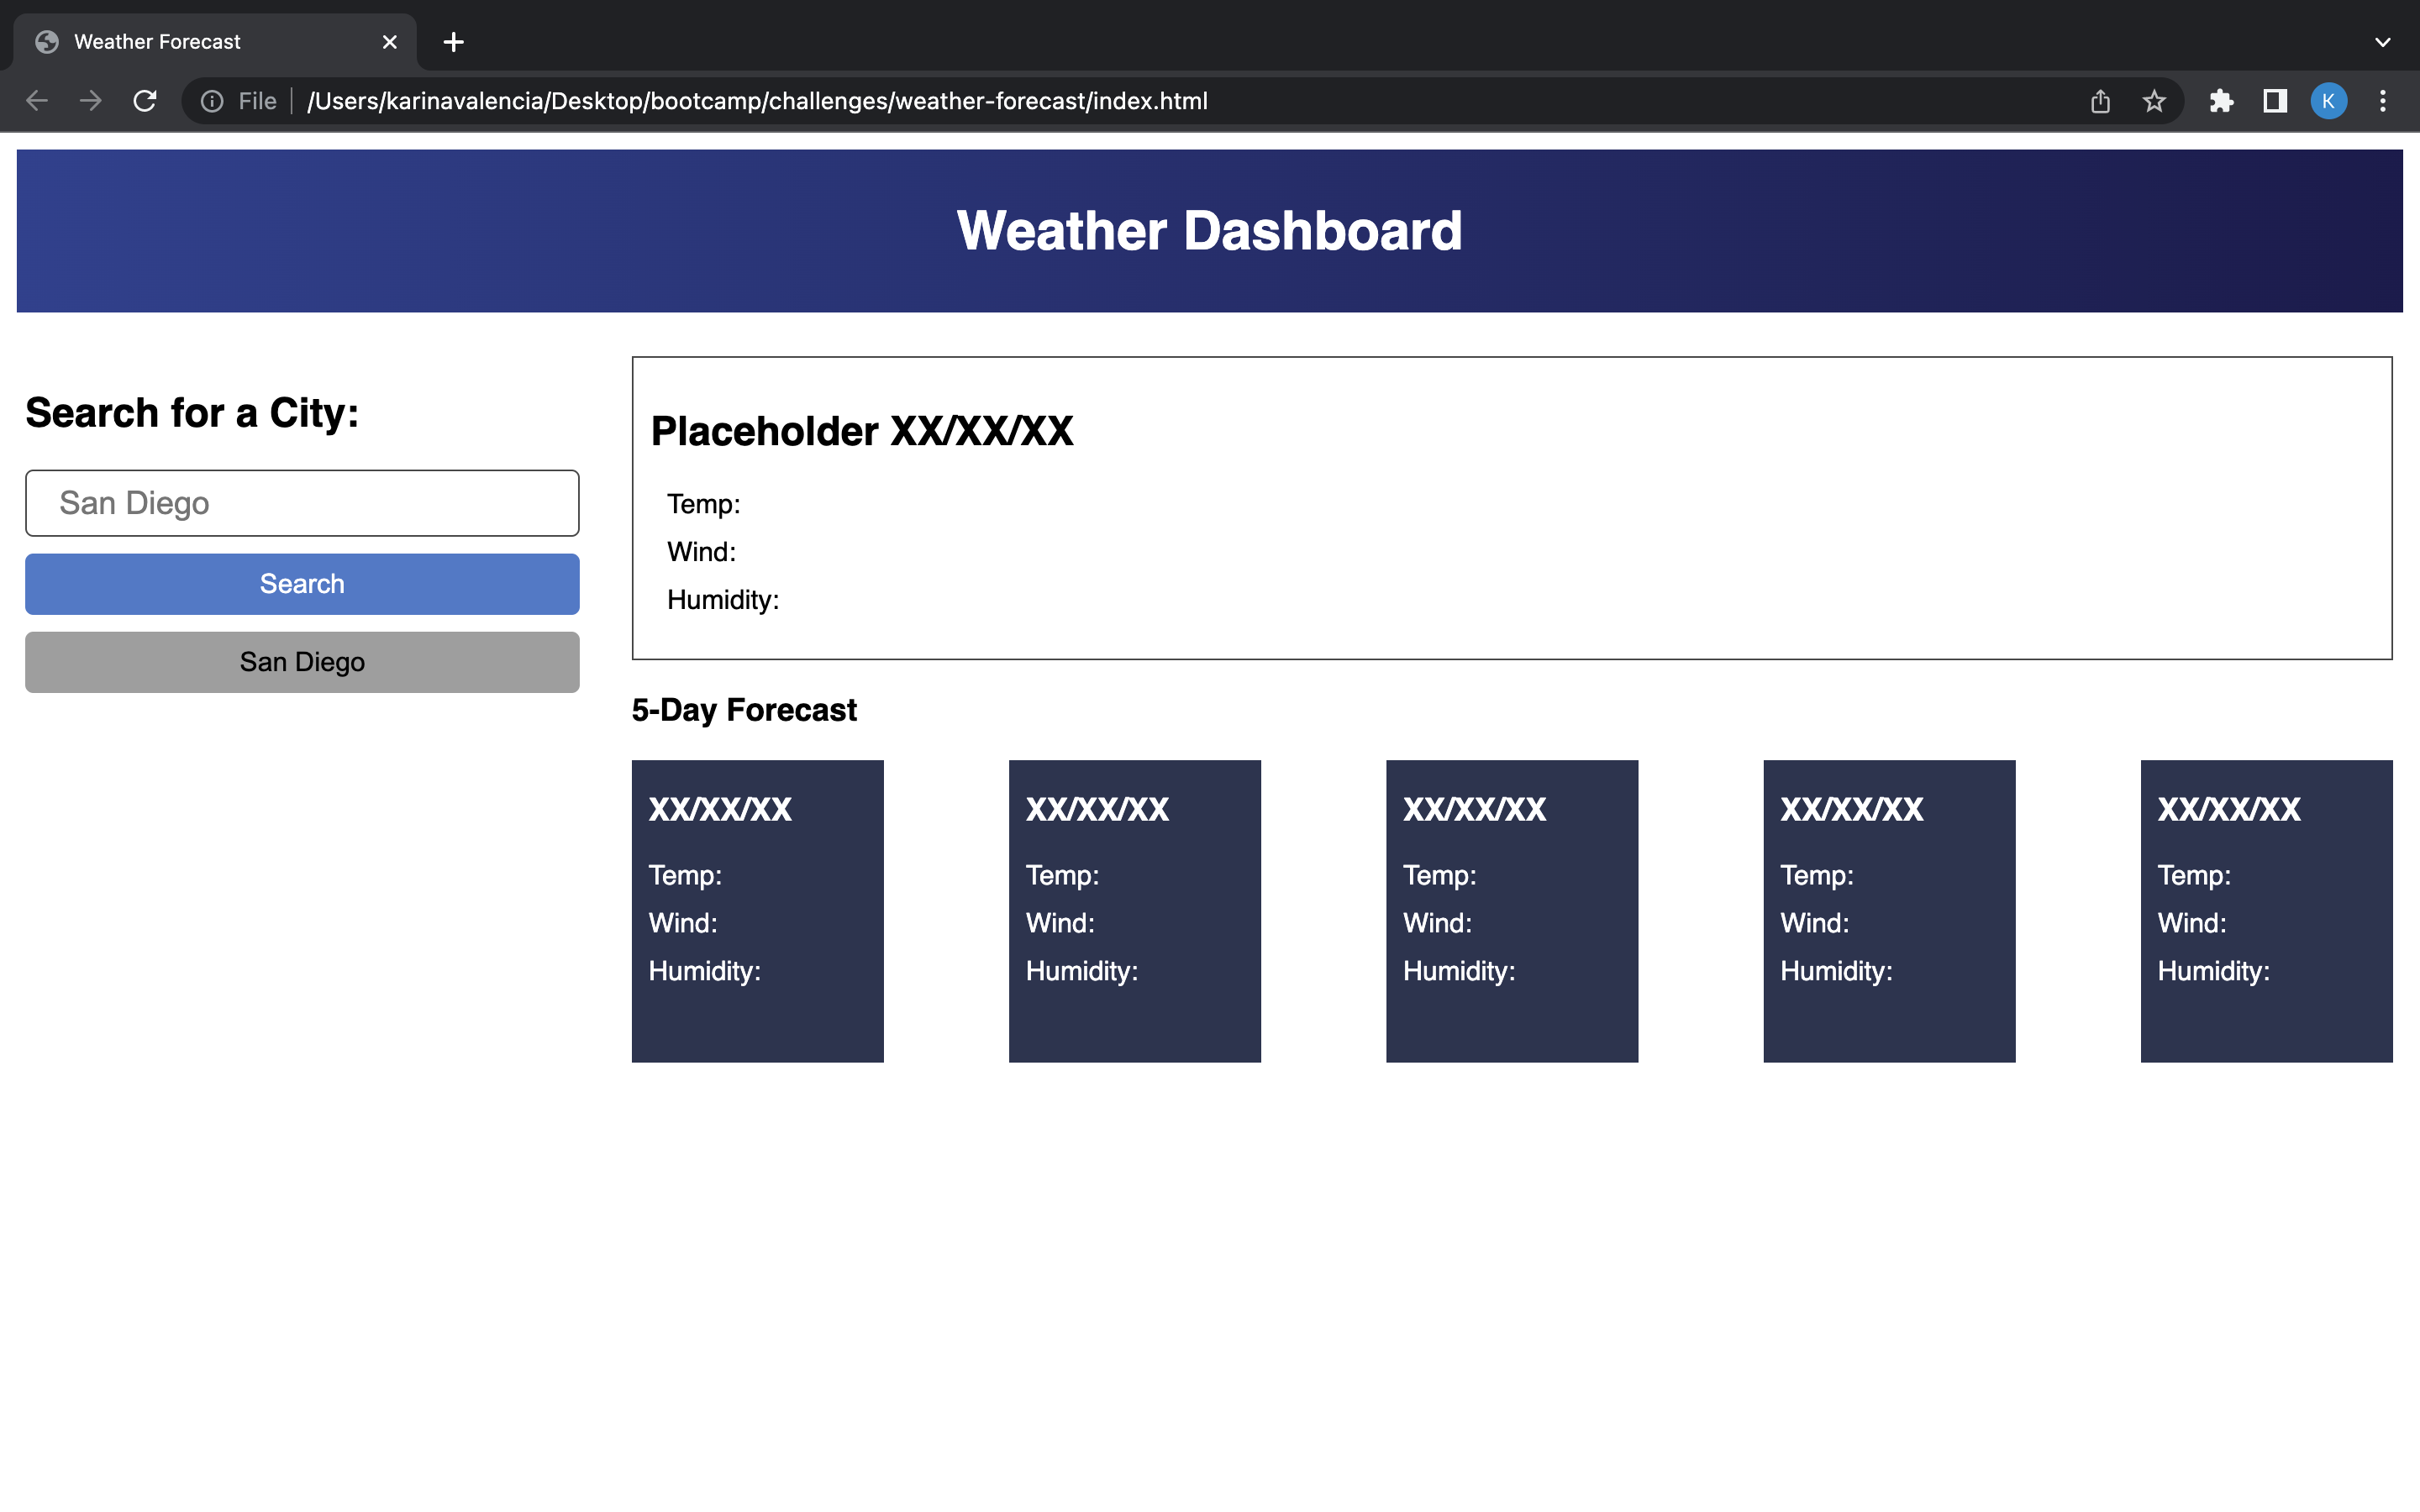 Weather Forecast
File /Users/karinavalencia/Desktop/bootcamp/challenges/weather-forecast/index.html
K
Weather Dashboard
Search for a City:
San Diego
Search
San Diego
Placeholder XX/XX/XX
Temp:
Wind:
Humidity:
5-Day Forecast
XX/XX/XX
Temp:
Wind:
Humidity:
XX/XX/XX
Temp:
Wind:
Humidity:
XX/XX/XX
Temp:
Wind:
Humidity:
XX/XX/XX
Temp:
Wind:
Humidity:
XX/XX/XX
Temp:
Wind:
Humidity: